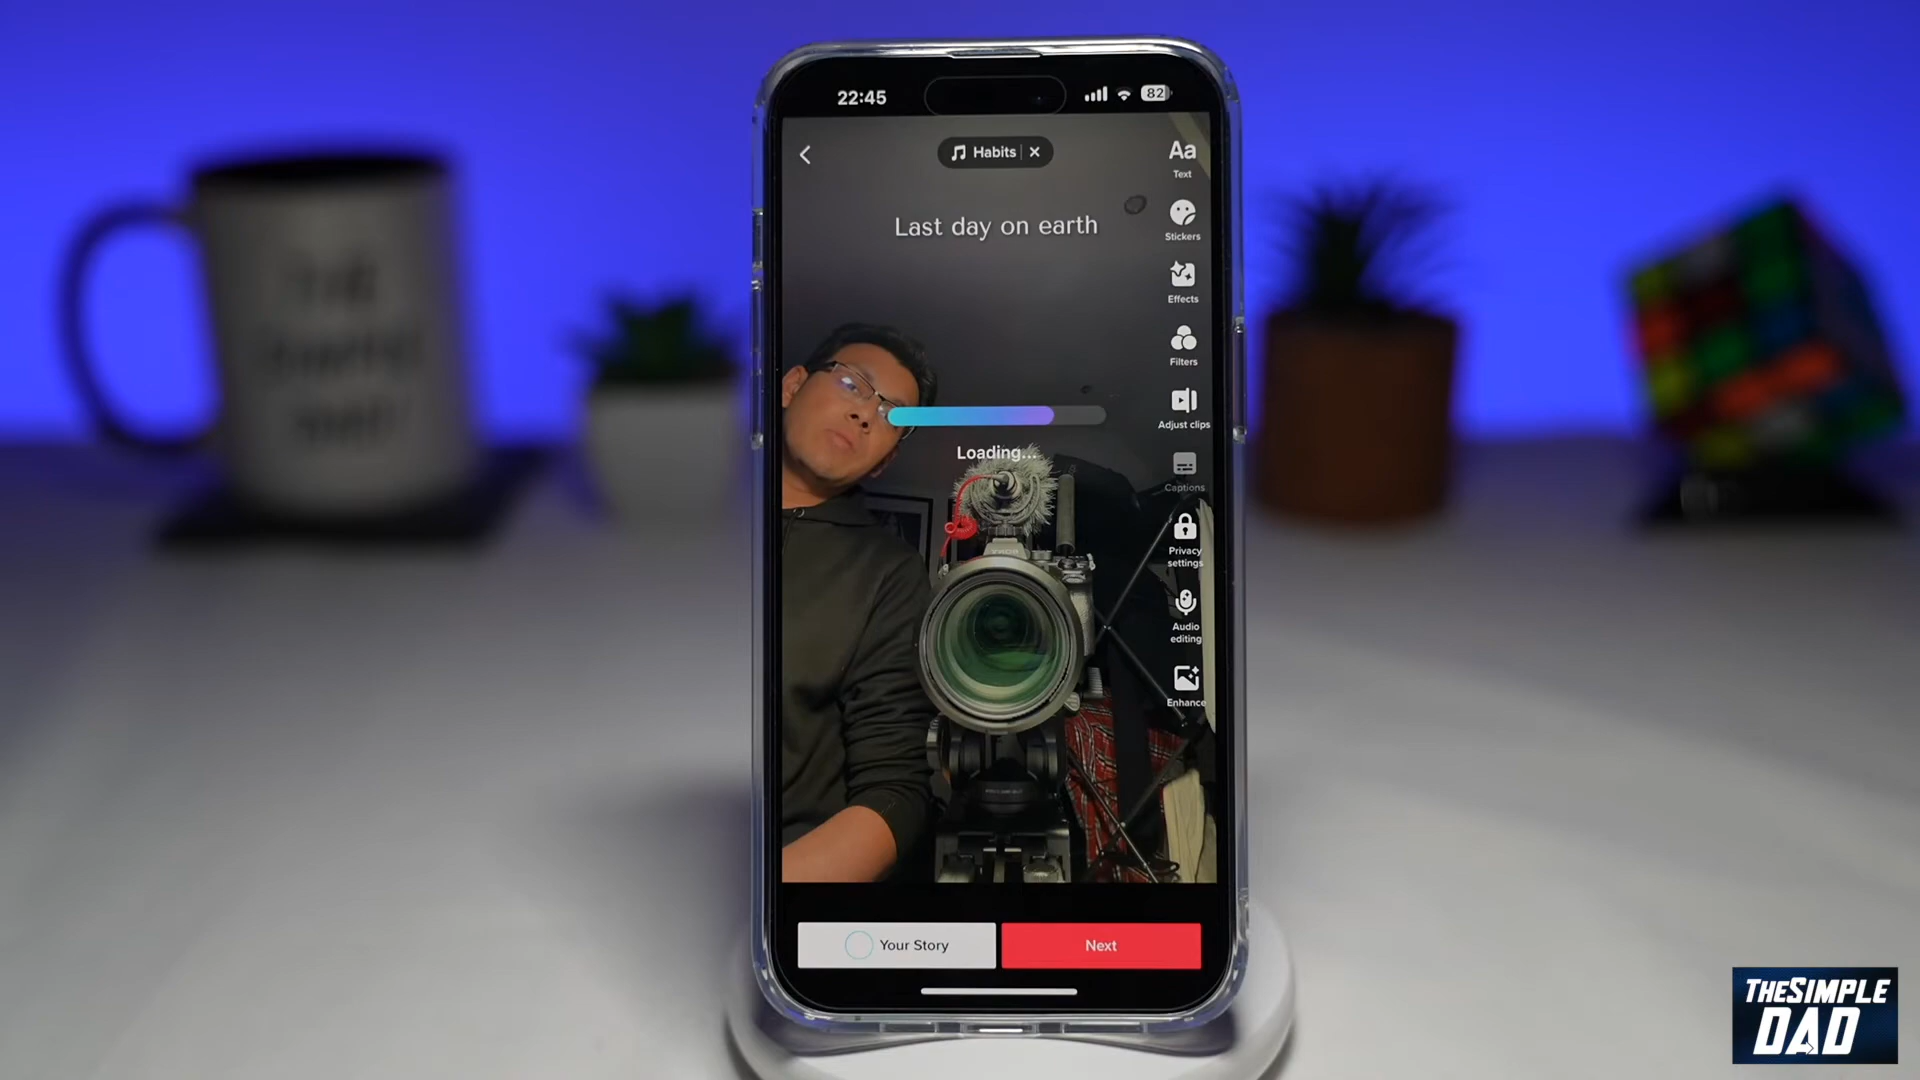 22:45
82
Habits
Aa
Text
Last day on earth
Stickers
Effects
Filters
Adjust clips
Loading...
Captions
Privacy
settings
Audio
editing
Enhance
Your Story
Next
THESIMPLE
DAD